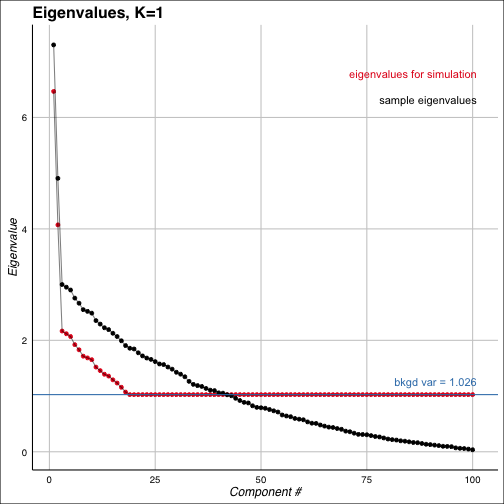 Eigenvalues, K=1
eigenvalues for simulation
sample eigenvalues
6
4
2
0
bkgd var = 1.026
Eigenvalue
0 25 50 75 100
Component #